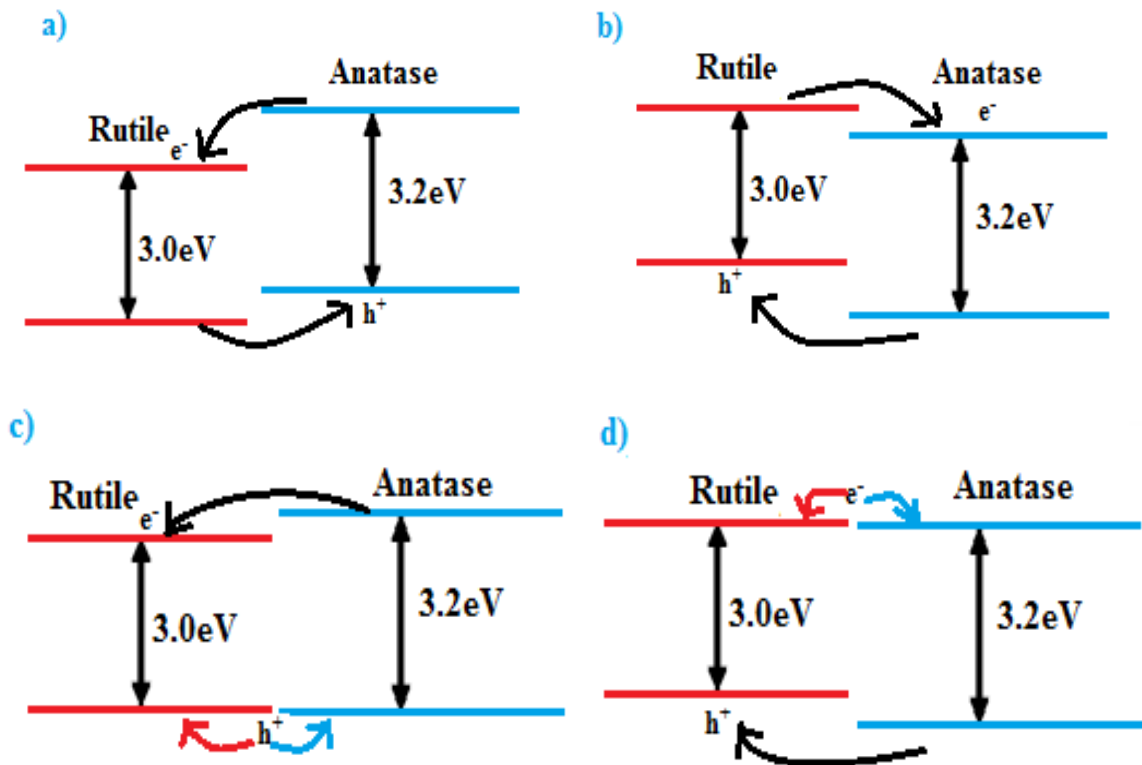 a)
Anatase
Rutile
e-
3.0eV
3.2eV
h+
b)
Rutile
Anatase
e-
3.0eV
3.2eV
h+
c)
Rutile
Anatase
e-
3.0eV
3.2eV
h+
d)
Rutile
e-
Anatase
3.0eV
3.2eV
h+